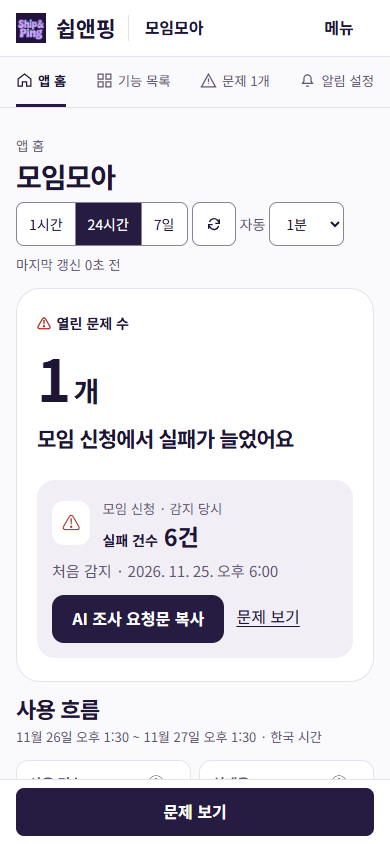 Ship&
Ping
쉽앤핑
모임모아
메뉴
앱 홈
기능 목록
문제 1개
알림 설정
앱 홈
모임모아
1시간
24시간
7일
자동
1분
마지막 갱신 0초 전
열린 문제 수
1개
모임 신청에서 실패가 늘었어요
모임 신청 · 감지 당시
실패 건수 6건
처음 감지 · 2026. 11. 25. 오후 6:00
AI 조사 요청문 복사
문제 보기
사용 흐름
11월 26일 오후 1:30 ~ 11월 27일 오후 1:30 · 한국 시간
문제 보기